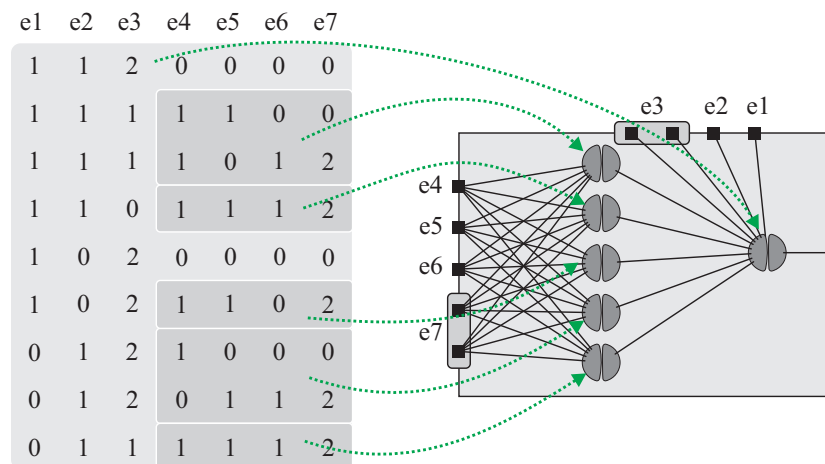 e1 e2 e3 e4 e5 e6 e7
1 1 2 0 0 0 0
1 1 1 1 1 0 0
1 1 1 1 0 1 2
1 1 0 1 1 1 2
1 0 2 0 0 0 0
1 0 2 1 1 0 2
0 1 2 1 0 0 0
0 1 2 0 1 1 2
0 1 1 1 1 1 2
e3 e2 e1
e4
e5
e6
e7